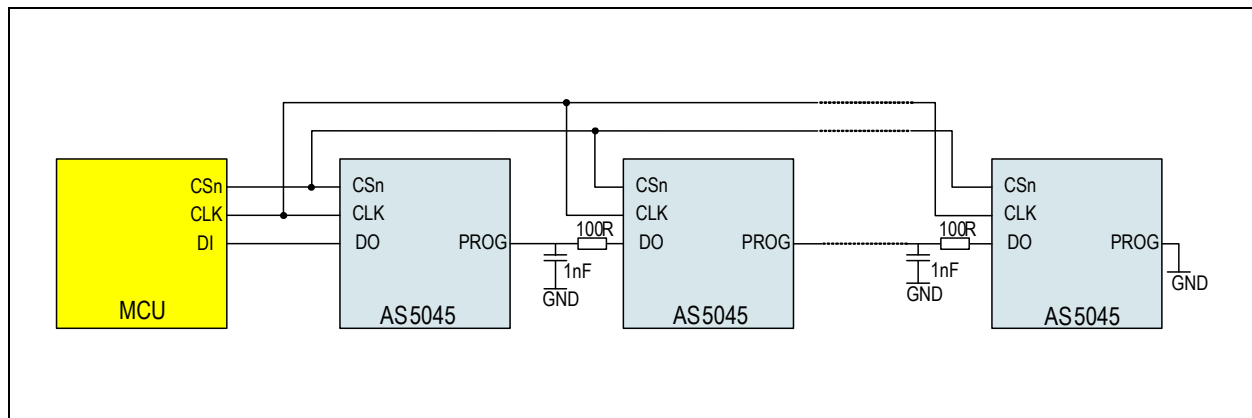 CSn
CLK
DI
MCU
CSn
CLK
DO
PROG
AS5045
100R
1nF
GND
CSn
CLK
DO
PROG
AS5045
100R
1nF
GND
CSn
CLK
DO
PROG
AS5045
GND